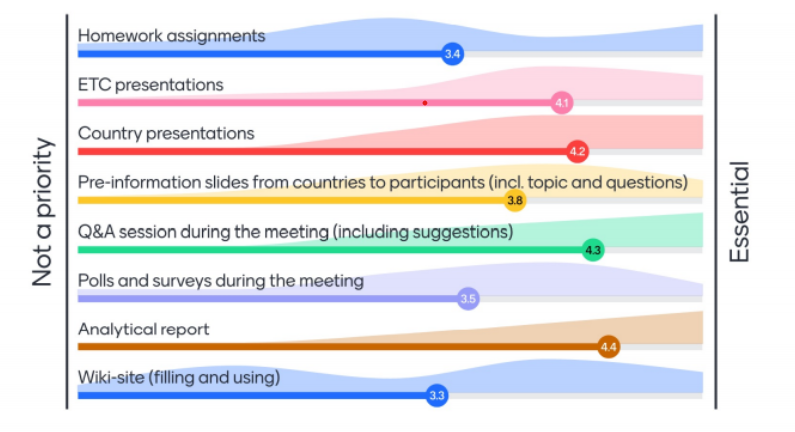 Not a priority
Homework assignments
3.4
ETC presentations
4.1
Country presentations
4.2
Pre-information slides from countries to participants (incl. topic and questions)
3.8
Q&A session during the meeting (including suggestions)
4.3
Polls and surveys during the meeting
3.5
Analytical report
4.4
Wiki-site (filling and using)
3.3
Essential